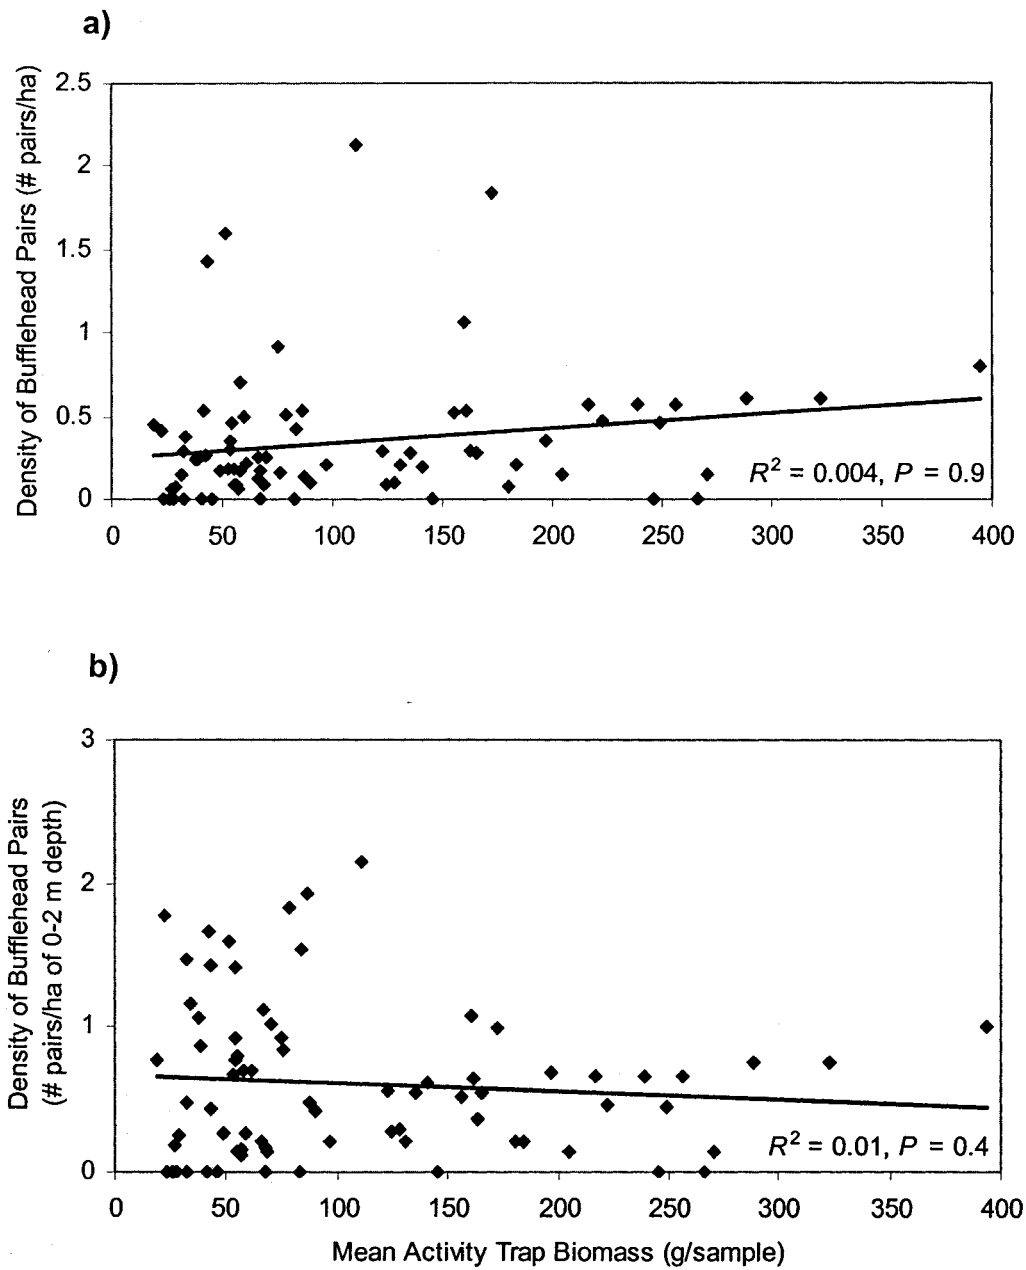 a)
Density of Bufflehead Pairs (# pairs/ha)
2.5
2
1.5
1
0.5
0
R² = 0.004, P = 0.9
0 50 100 150 200 250 300 350 400
b)
Density of Bufflehead Pairs
(# pairs/ha of 0-2 m depth)
3
2
1
0
R² = 0.01, P = 0.4
0 50 100 150 200 250 300 350 400
Mean Activity Trap Biomass (g/sample)